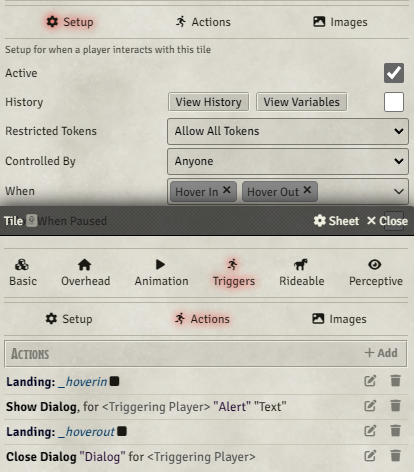 Setup Actions Images
Setup for when a player interacts with this tile
Active
History View History View Variables
Restricted Tokens Allow All Tokens
Controlled By Anyone
When Hover In × Hover Out ×
Tile When Paused Sheet × Close
Basic Overhead Animation Triggers Rideable Perceptive
Setup Actions Images
Actions + Add
Landing: _hoverin
Show Dialog, for <Triggering Player> "Alert" "Text"
Landing: _hoverout
Close Dialog "Dialog" for <Triggering Player>